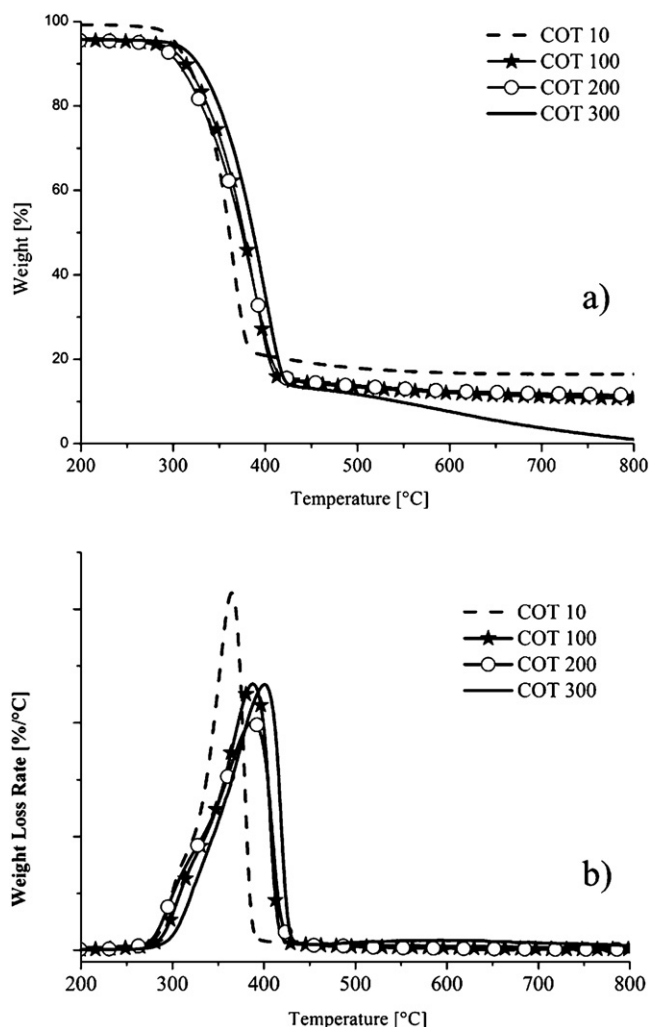 a)
COT 10
COT 100
COT 200
COT 300
Weight [%]
100
80
60
40
20
0
200 300 400 500 600 700 800
Temperature [°C]
b)
COT 10
COT 100
COT 200
COT 300
Weight Loss Rate [%/°C]
200 300 400 500 600 700 800
Temperature [°C]